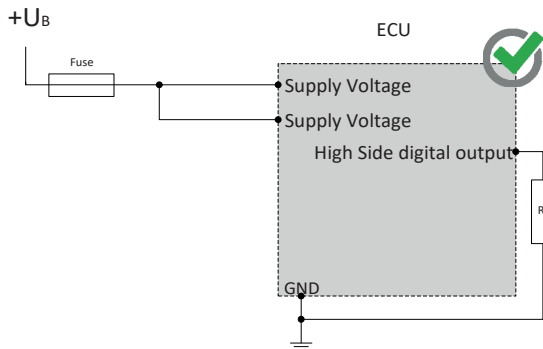 +UB
ECU
Fuse
Supply Voltage
Supply Voltage
High Side digital output
R
GND